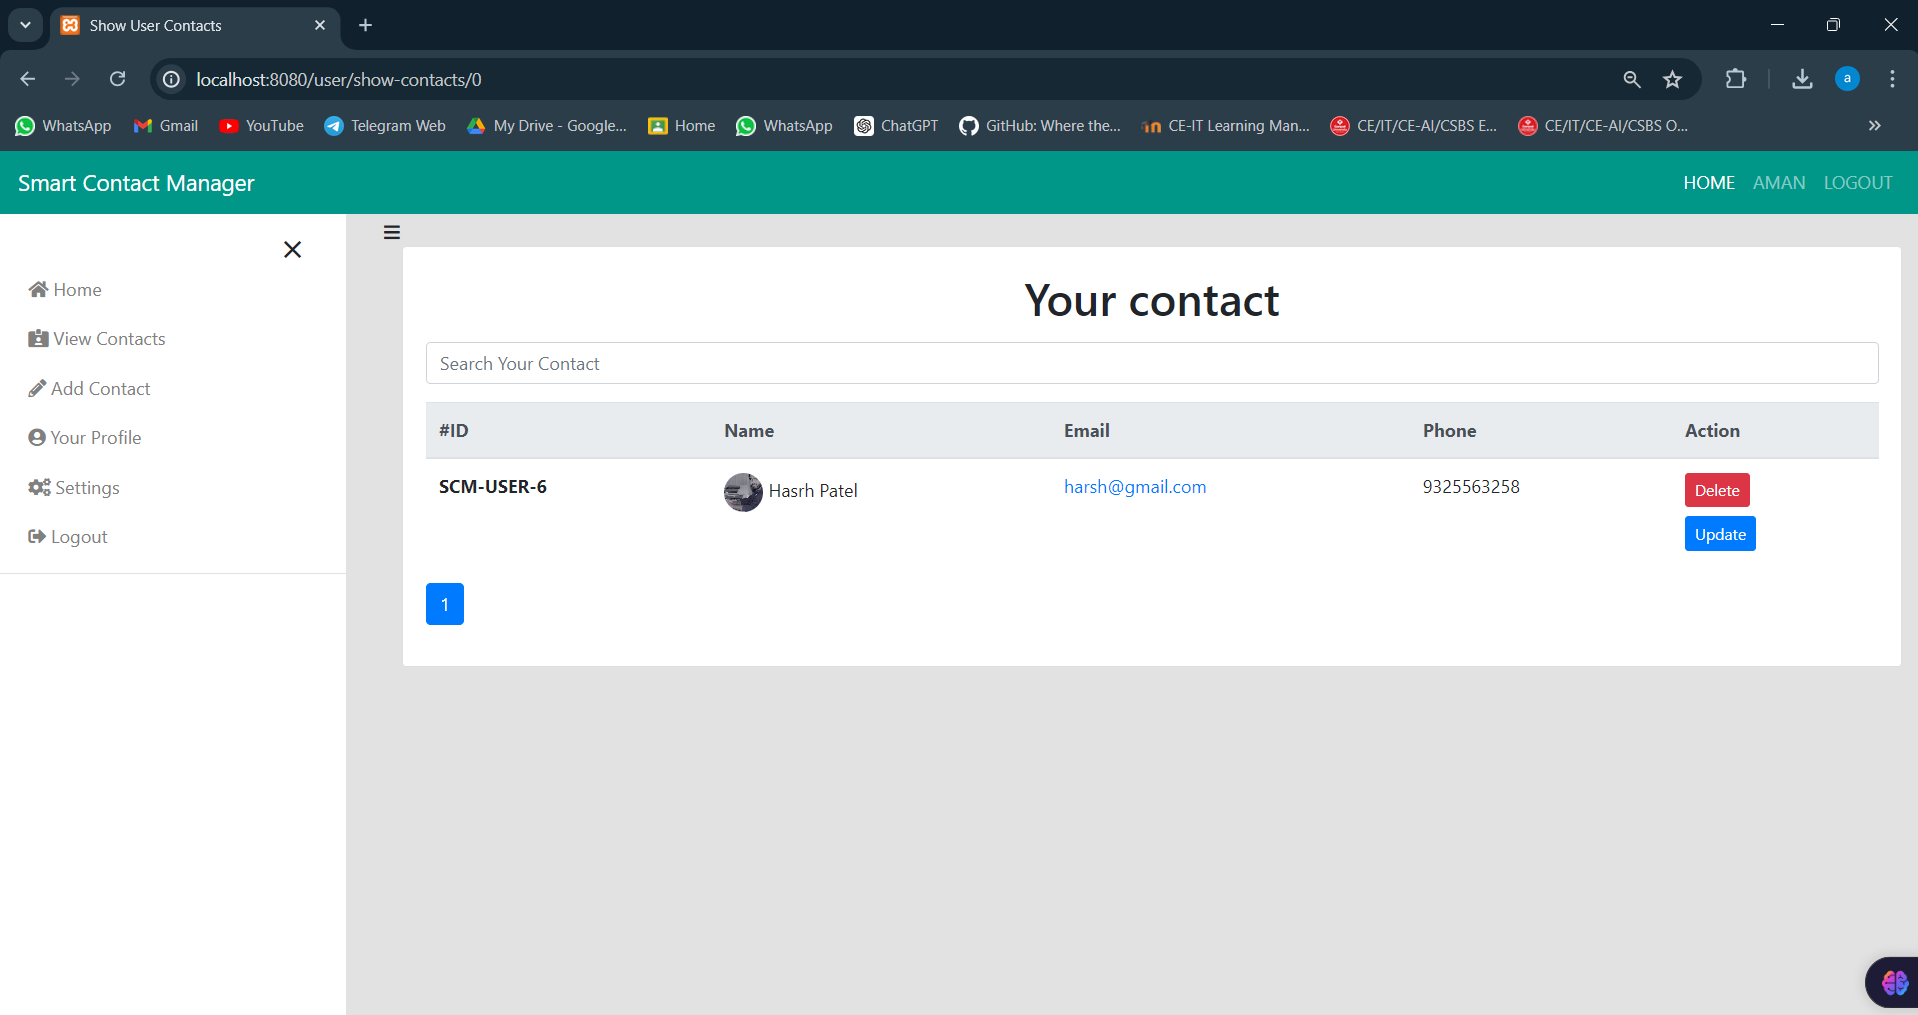 Show User Contacts
localhost:8080/user/show-contacts/0
a
WhatsApp Gmail YouTube Telegram Web My Drive - Google... Home WhatsApp ChatGPT GitHub: Where the... CE-IT Learning Man... CE/IT/CE-AI/CSBS E... CE/IT/CE-AI/CSBS O...
Smart Contact Manager HOME AMAN LOGOUT
Home
View Contacts
Add Contact
Your Profile
Settings
Logout
Your contact
Search Your Contact
#ID Name Email Phone Action
SCM-USER-6 Hasrh Patel harsh@gmail.com 9325563258 Delete
Update
1